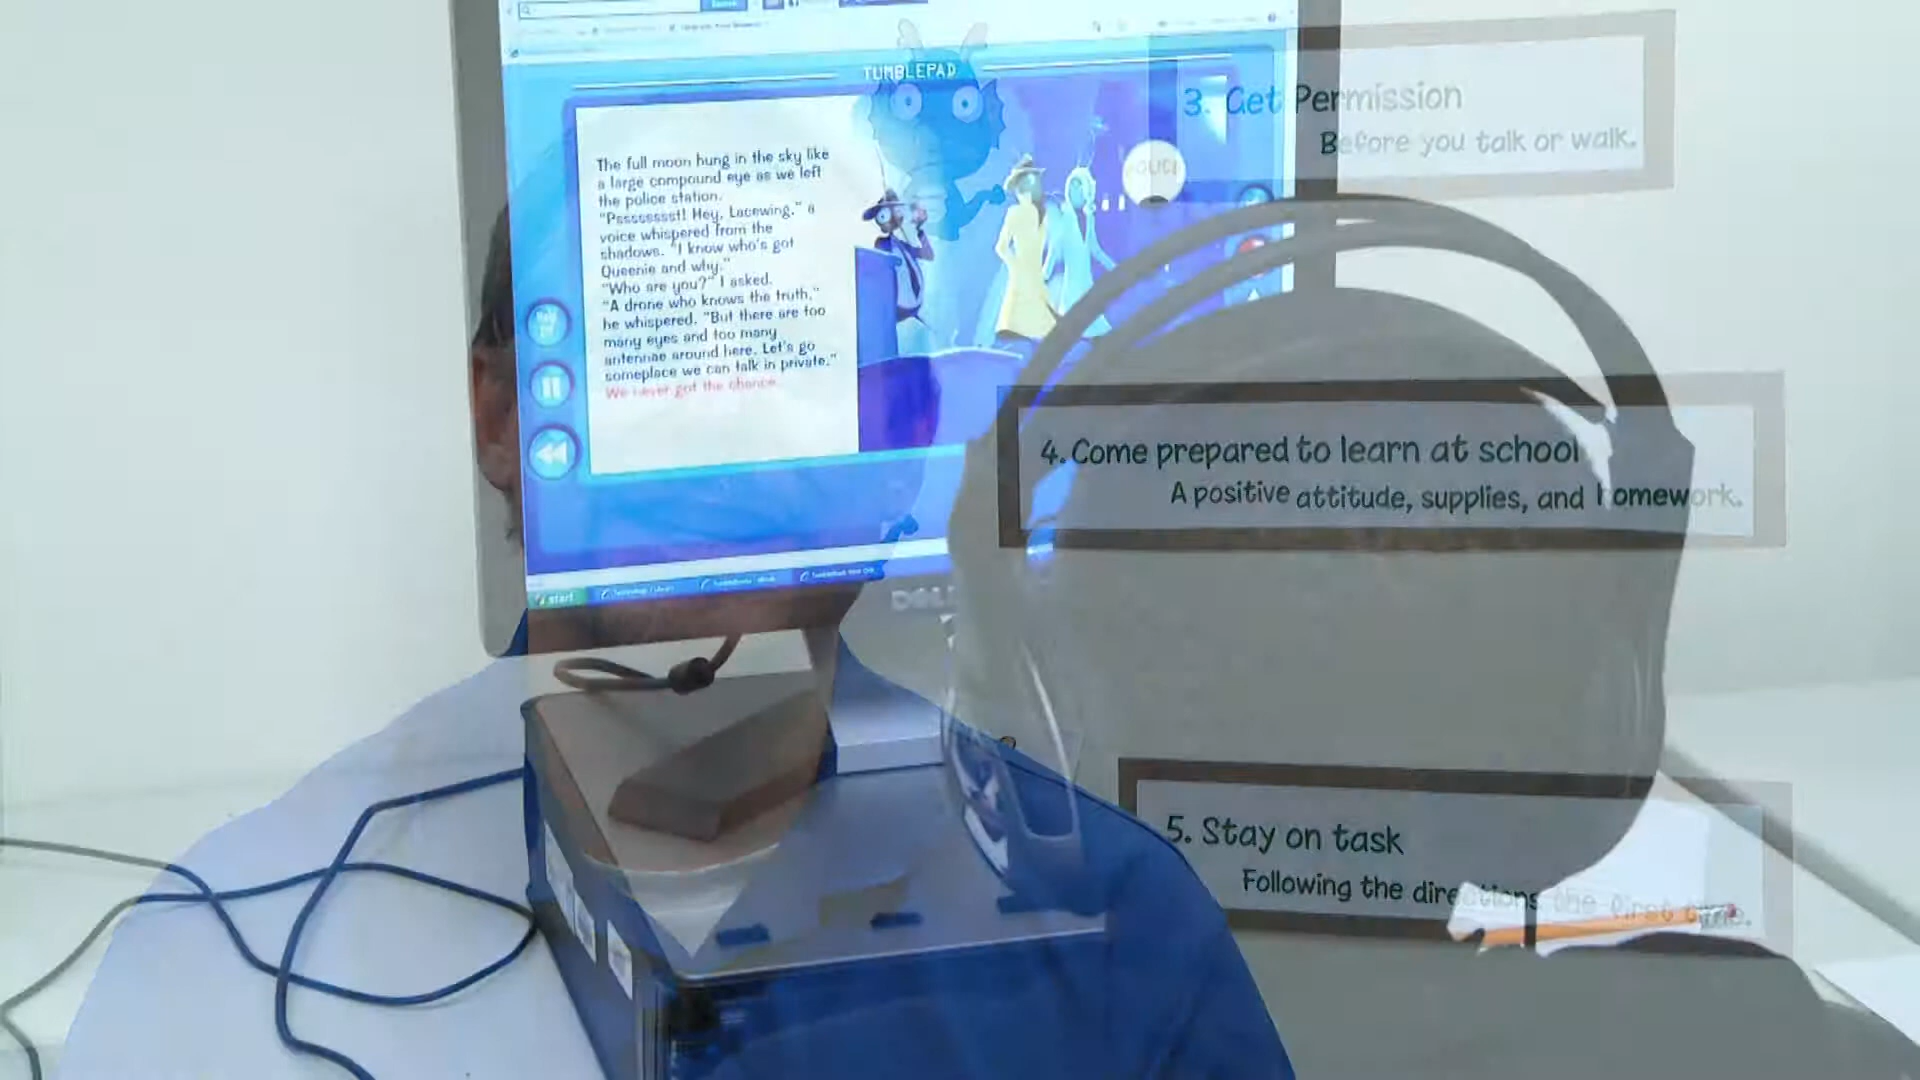 TUMBLEPAD
The full moon hung in the sky like
a large compound eye as we left
the police station.
"Psssssssst! Hey, Lacewing," a
voice whispered from the
shadows. "I know who's got
Queenie and why."
"Who are you?" I asked.
"A drone who knows the truth,"
he whispered. "But there are too
many eyes and too many
antennae around here. Let's go
someplace we can talk in private."
We never got the chance.
start
DELL
3. Get Permission
Before you talk or walk.
4. Come prepared to learn at school
A positive attitude, supplies, and homework.
5. Stay on task
Following the directions the first time.